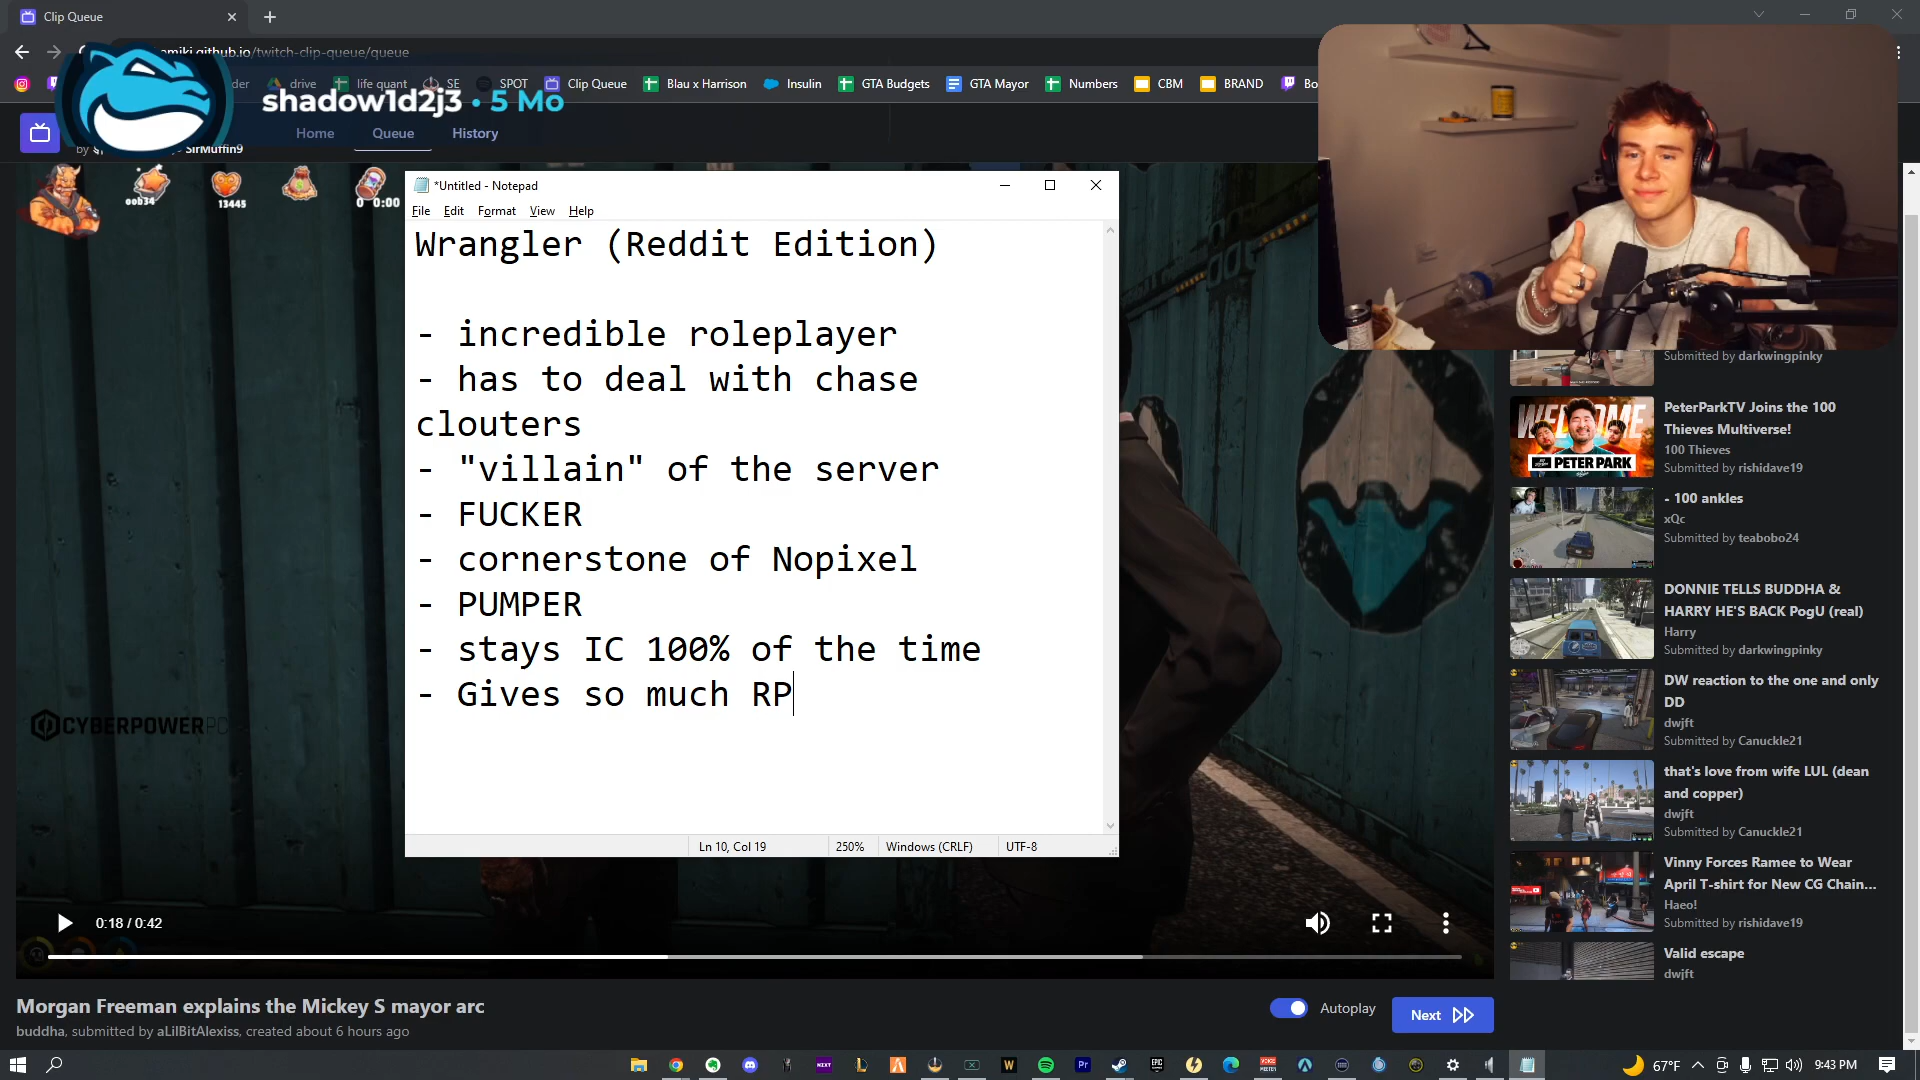 Clip Queue
amiki.github.io/twitch-clip-queue/queue
drive
life quant
SE
SPOT
Clip Queue
Blau x Harrison
Insulin
GTA Budgets
GTA Mayor
Numbers
CBM
BRAND
shadow1d2j3 • 5 Mo
Home
Queue
History
by
SirMuffin9
oob34
13445
0 0:00
*Untitled - Notepad
File Edit Format View Help
Wrangler (Reddit Edition)
- incredible roleplayer
- has to deal with chase
clouters
- "villain" of the server
- FUCKER
- cornerstone of Nopixel
- PUMPER
- stays IC 100% of the time
- Gives so much RP
Ln 10, Col 19
250%
Windows (CRLF)
UTF-8
CYBERPOWERPC
0:18 / 0:42
Morgan Freeman explains the Mickey S mayor arc
buddha, submitted by aLilBitAlexiss, created about 6 hours ago
Autoplay
Next
Submitted by darkwingpinky
WELCOME
PETER PARK
PeterParkTV Joins the 100
Thieves Multiverse!
100 Thieves
Submitted by rishidave19
- 100 ankles
xQc
Submitted by teabobo24
DONNIE TELLS BUDDHA &
HARRY HE'S BACK PogU (real)
Harry
Submitted by darkwingpinky
DW reaction to the one and only
DD
dwjft
Submitted by Canuckle21
that's love from wife LUL (dean
and copper)
dwjft
Submitted by Canuckle21
Vinny Forces Ramee to Wear
April T-shirt for New CG Chain...
Haeo!
Submitted by rishidave19
Valid escape
dwjft
67°F
9:43 PM